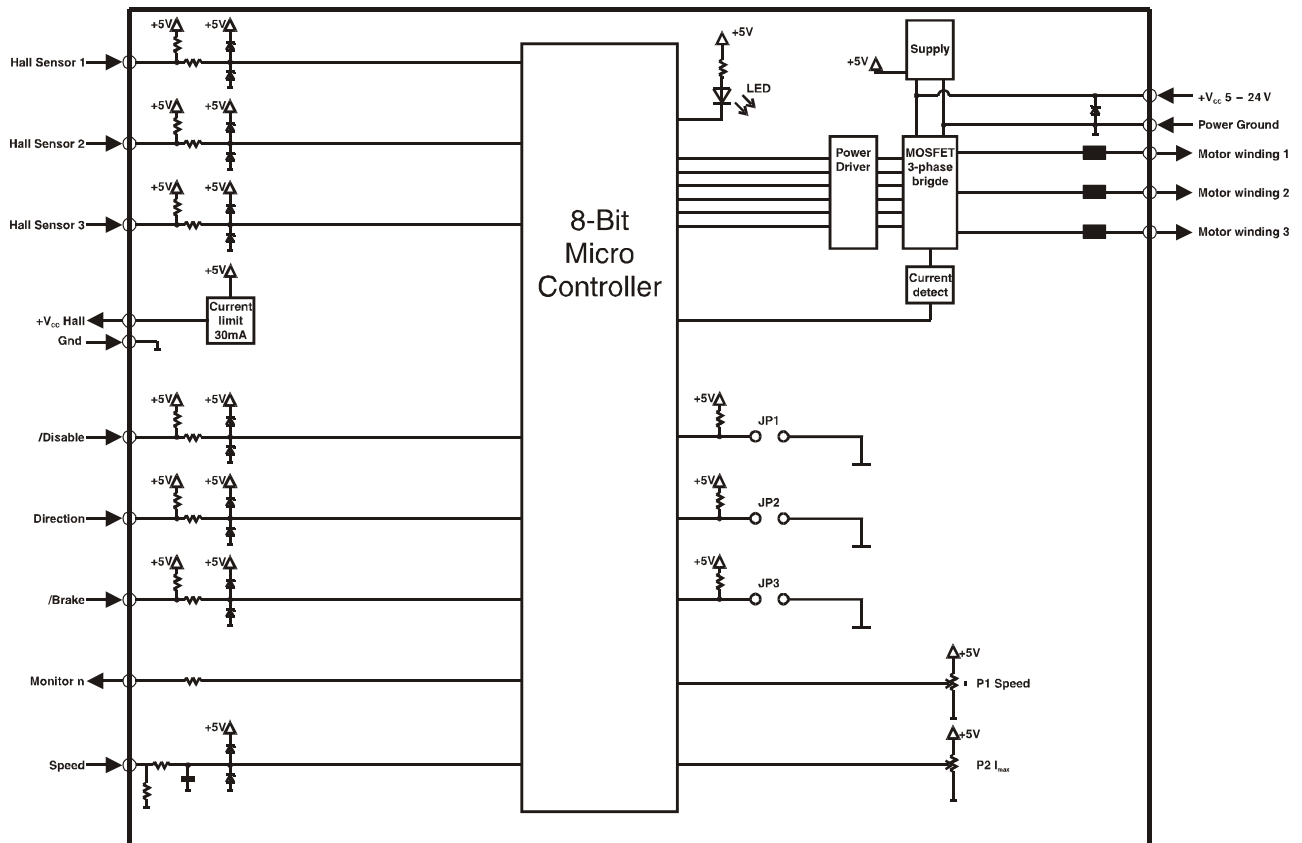 +5V
+5V
Hall Sensor 1
+5V
+5V
Hall Sensor 2
+5V
+5V
Hall Sensor 3
+5V
Current
limit
30mA
+Vcc Hall
Gnd
+5V
+5V
/Disable
+5V
+5V
Direction
+5V
+5V
/Brake
Monitor n
+5V
Speed
8-Bit
Micro
Controller
+5V
LED
Supply
+5V
+Vcc 5 – 24 V
Power Ground
Power
Driver
MOSFET
3-phase
brigde
Motor winding 1
Motor winding 2
Motor winding 3
Current
detect
+5V
JP1
+5V
JP2
+5V
JP3
+5V
P1 Speed
+5V
P2 Imax